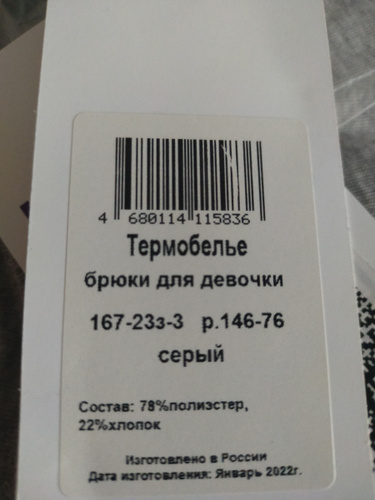 4 680114 115836
Термобелье
брюки для девочки
167-23з-3 р.146-76
серый
Состав: 78%полиэстер,
22%хлопок
Изготовлено в России
Дата изготовления: Январь 2022г.